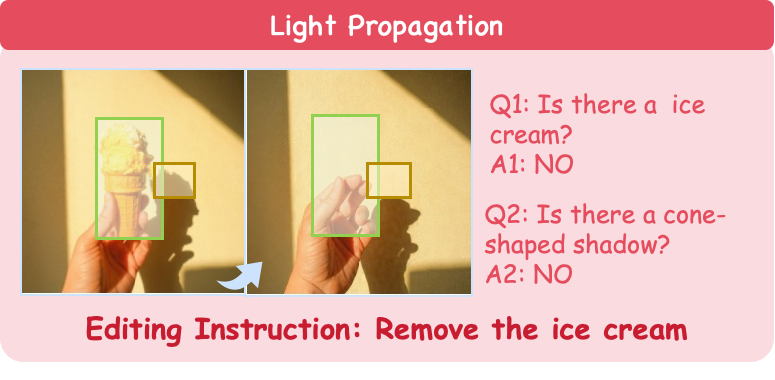 Light Propagation
Q1: Is there a ice
cream?
A1: NO
Q2: Is there a cone-
shaped shadow?
A2: NO
Editing Instruction: Remove the ice cream